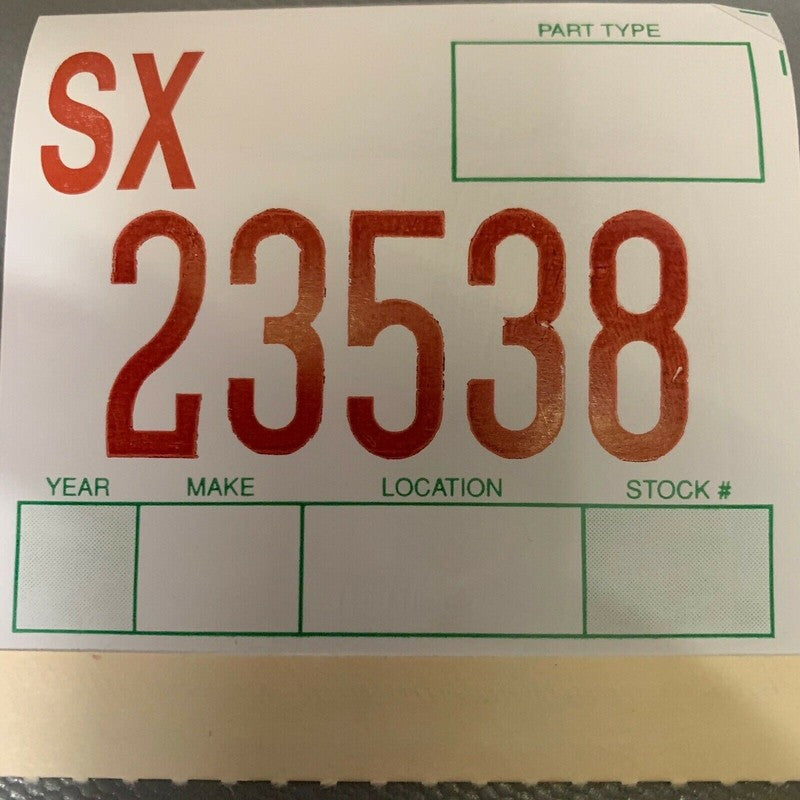 PART TYPE
SX
23538
YEAR MAKE LOCATION STOCK #